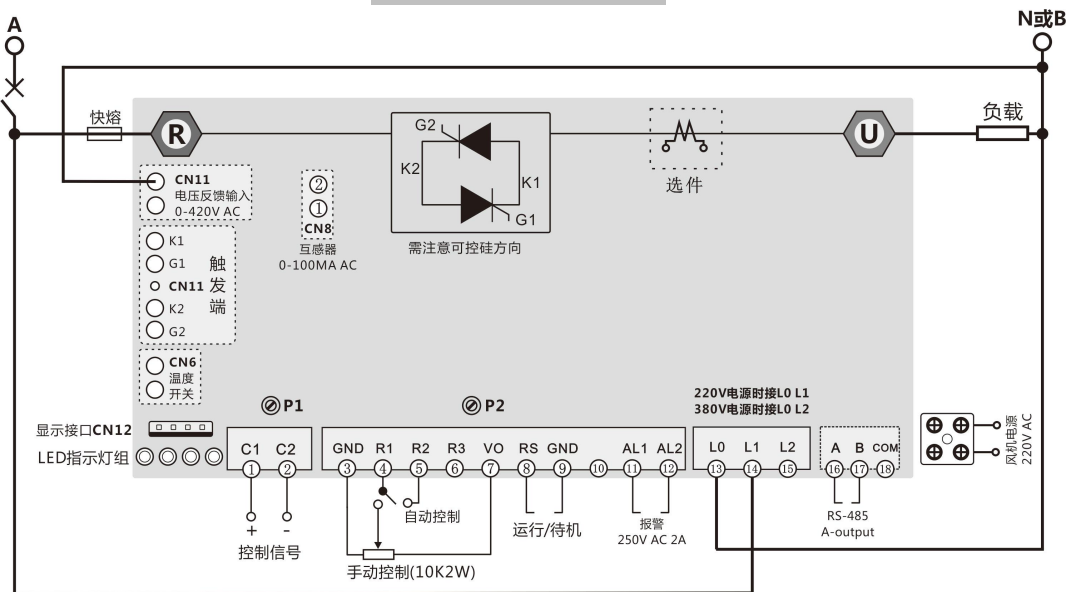 A
N或B
快熔
R
G2
K2
K1
G1
需注意可控硅方向
选件
U
负载
CN11
电压反馈输入
0-420V AC
②
①
CN8
互感器
0-100MA AC
K1
G1
CN11
K2
G2
触
发
端
CN6
温度
开关
显示接口CN12
LED指示灯组
P1
P2
220V电源时接L0 L1
380V电源时接L0 L2
C1 C2
GND R1 R2 R3 VO RS GND AL1 AL2
L0 L1 L2
A B COM
① ②
③ ④ ⑤ ⑥ ⑦ ⑧ ⑨ ⑩ ⑪ ⑫
⑬ ⑭ ⑮
⑯ ⑰ ⑱
风机电源
220V AC
+ -
控制信号
自动控制
手动控制(10K2W)
运行/待机
报警
250V AC 2A
RS-485
A-output